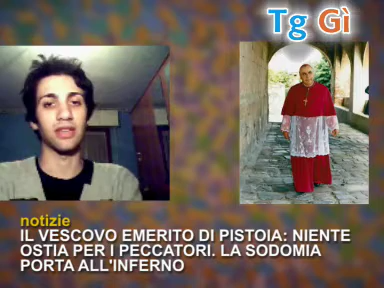 Tg Gì
notizie
IL VESCOVO EMERITO DI PISTOIA: NIENTE
OSTIA PER I PECCATORI. LA SODOMIA
PORTA ALL'INFERNO